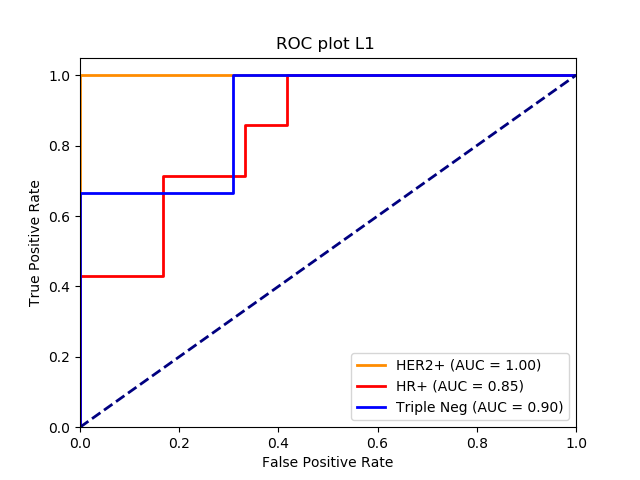 ROC plot L1
True Positive Rate
1.0
0.8
0.6
0.4
0.2
0.0
0.0 0.2 0.4 0.6 0.8 1.0
False Positive Rate
HER2+ (AUC = 1.00)
HR+ (AUC = 0.85)
Triple Neg (AUC = 0.90)